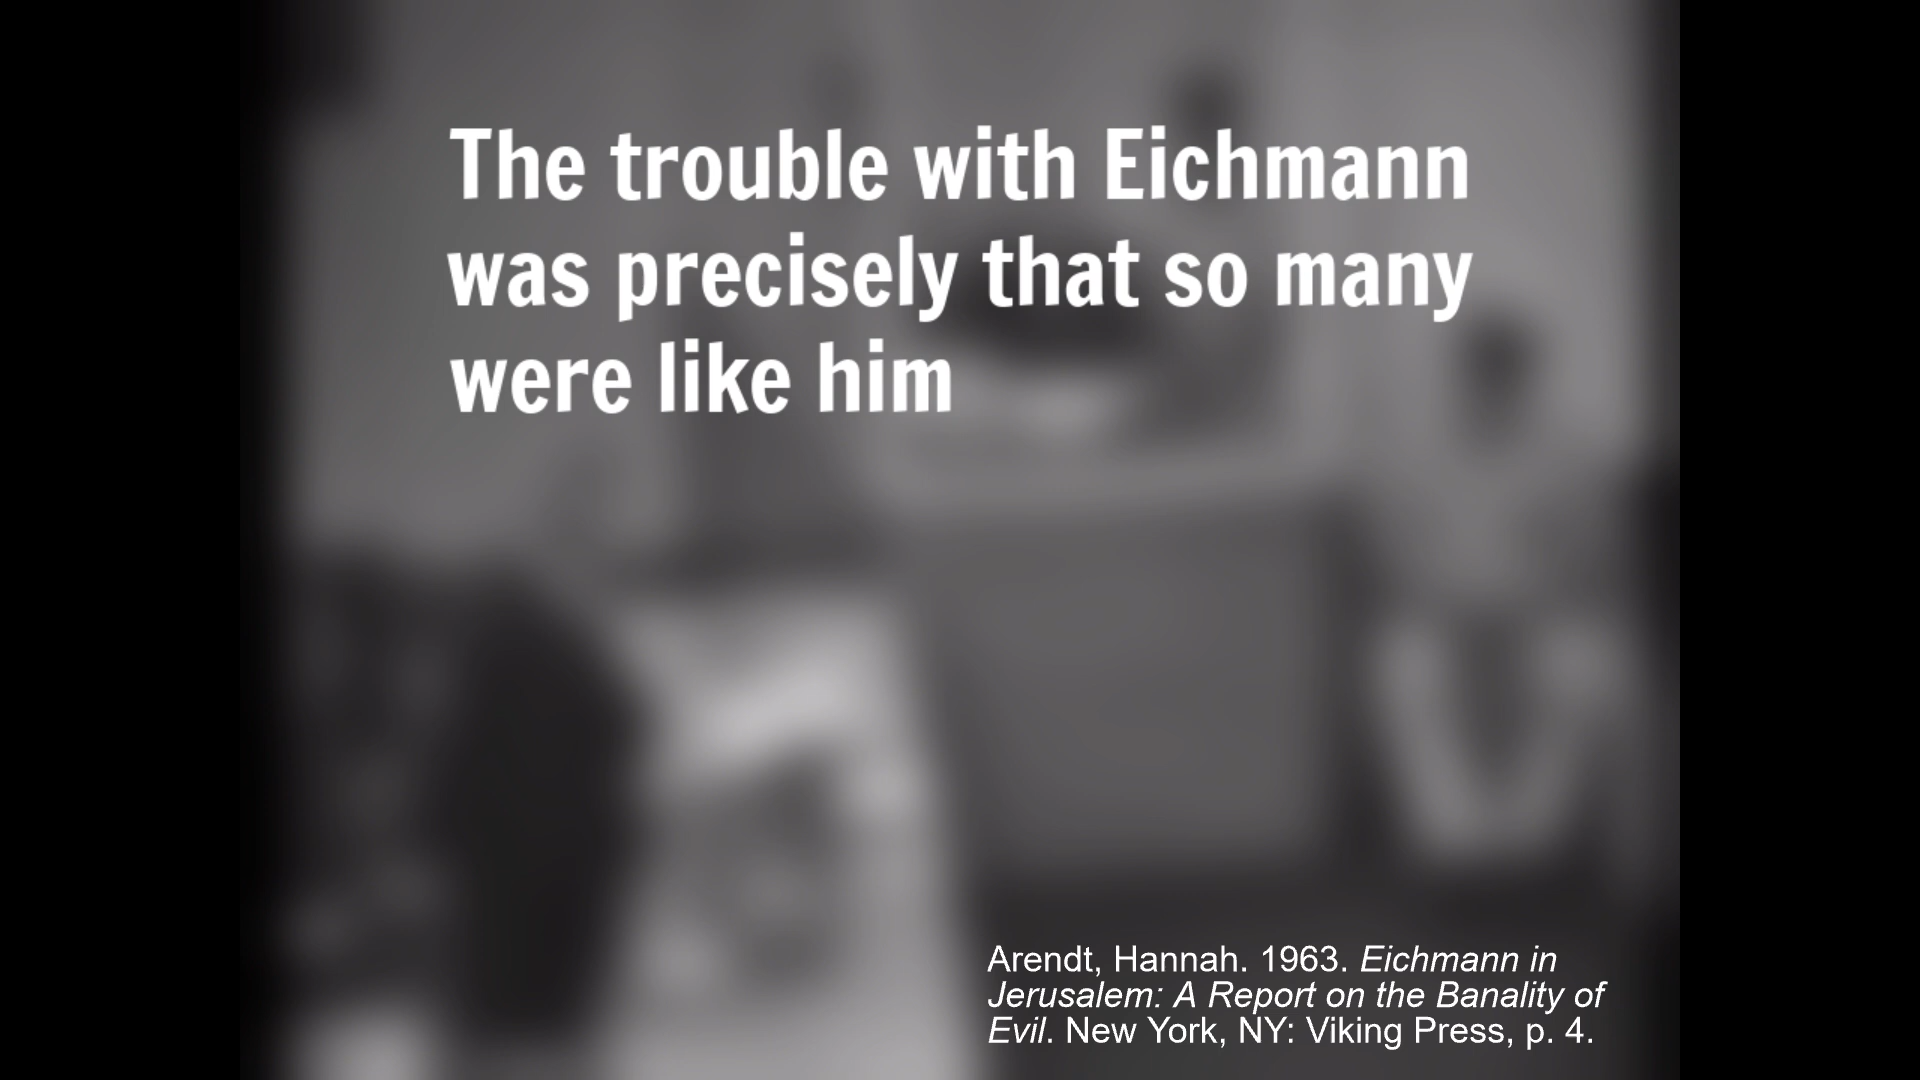 The trouble with Eichmann
was precisely that so many
were like him
Arendt, Hannah. 1963. Eichmann in
Jerusalem: A Report on the Banality of
Evil. New York, NY: Viking Press, p. 4.